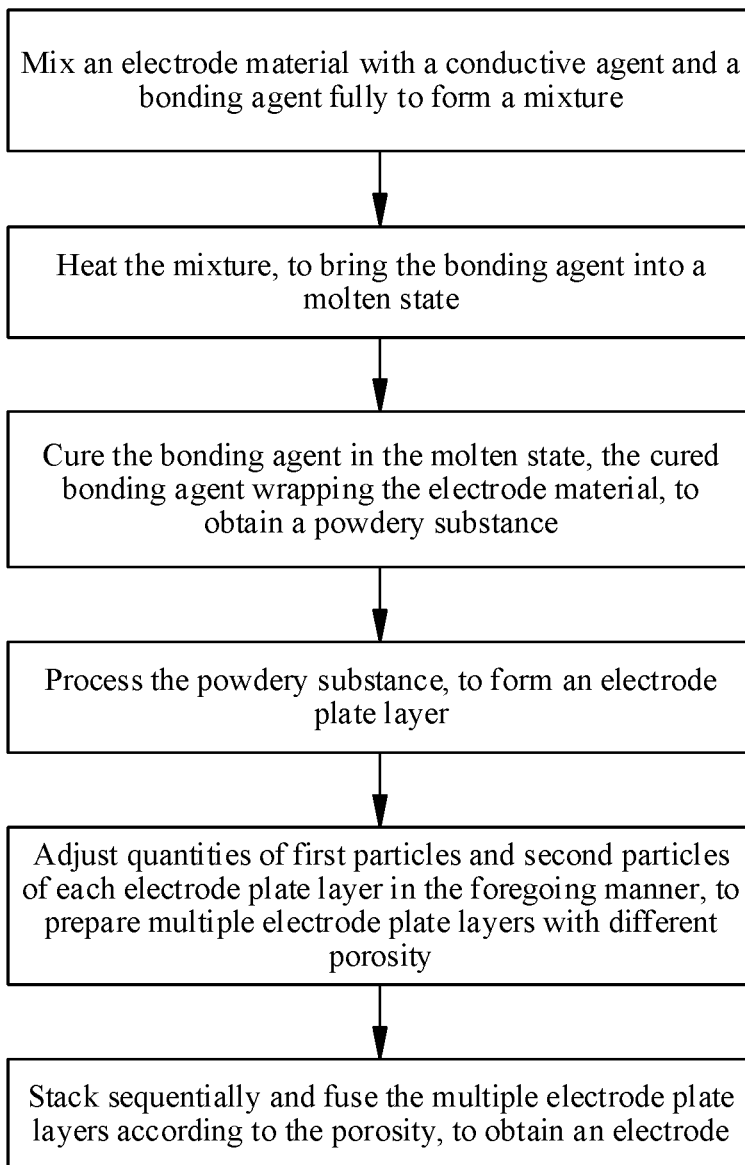 Mix an electrode material with a conductive agent and a
bonding agent fully to form a mixture
Heat the mixture, to bring the bonding agent into a
molten state
Cure the bonding agent in the molten state, the cured
bonding agent wrapping the electrode material, to
obtain a powdery substance
Process the powdery substance, to form an electrode
plate layer
Adjust quantities of first particles and second particles
of each electrode plate layer in the foregoing manner, to
prepare multiple electrode plate layers with different
porosity
Stack sequentially and fuse the multiple electrode plate
layers according to the porosity, to obtain an electrode